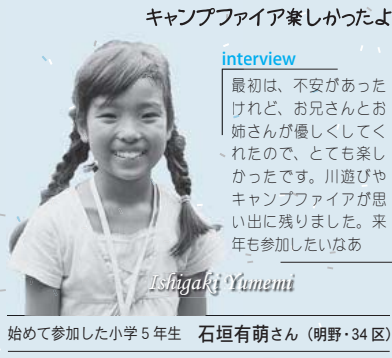 キャンプファイア楽しかったよ
interview
最初は、不安があった
けれど、お兄さんとお
姉さんが優しくしてく
れたので、とても楽し
かったです。川遊びや
キャンプファイアが思
い出に残りました。来
年も参加したいなあ
Ishigaki Yumemi
始めて参加した小学5年生 石垣有萌さん（明野・34区）